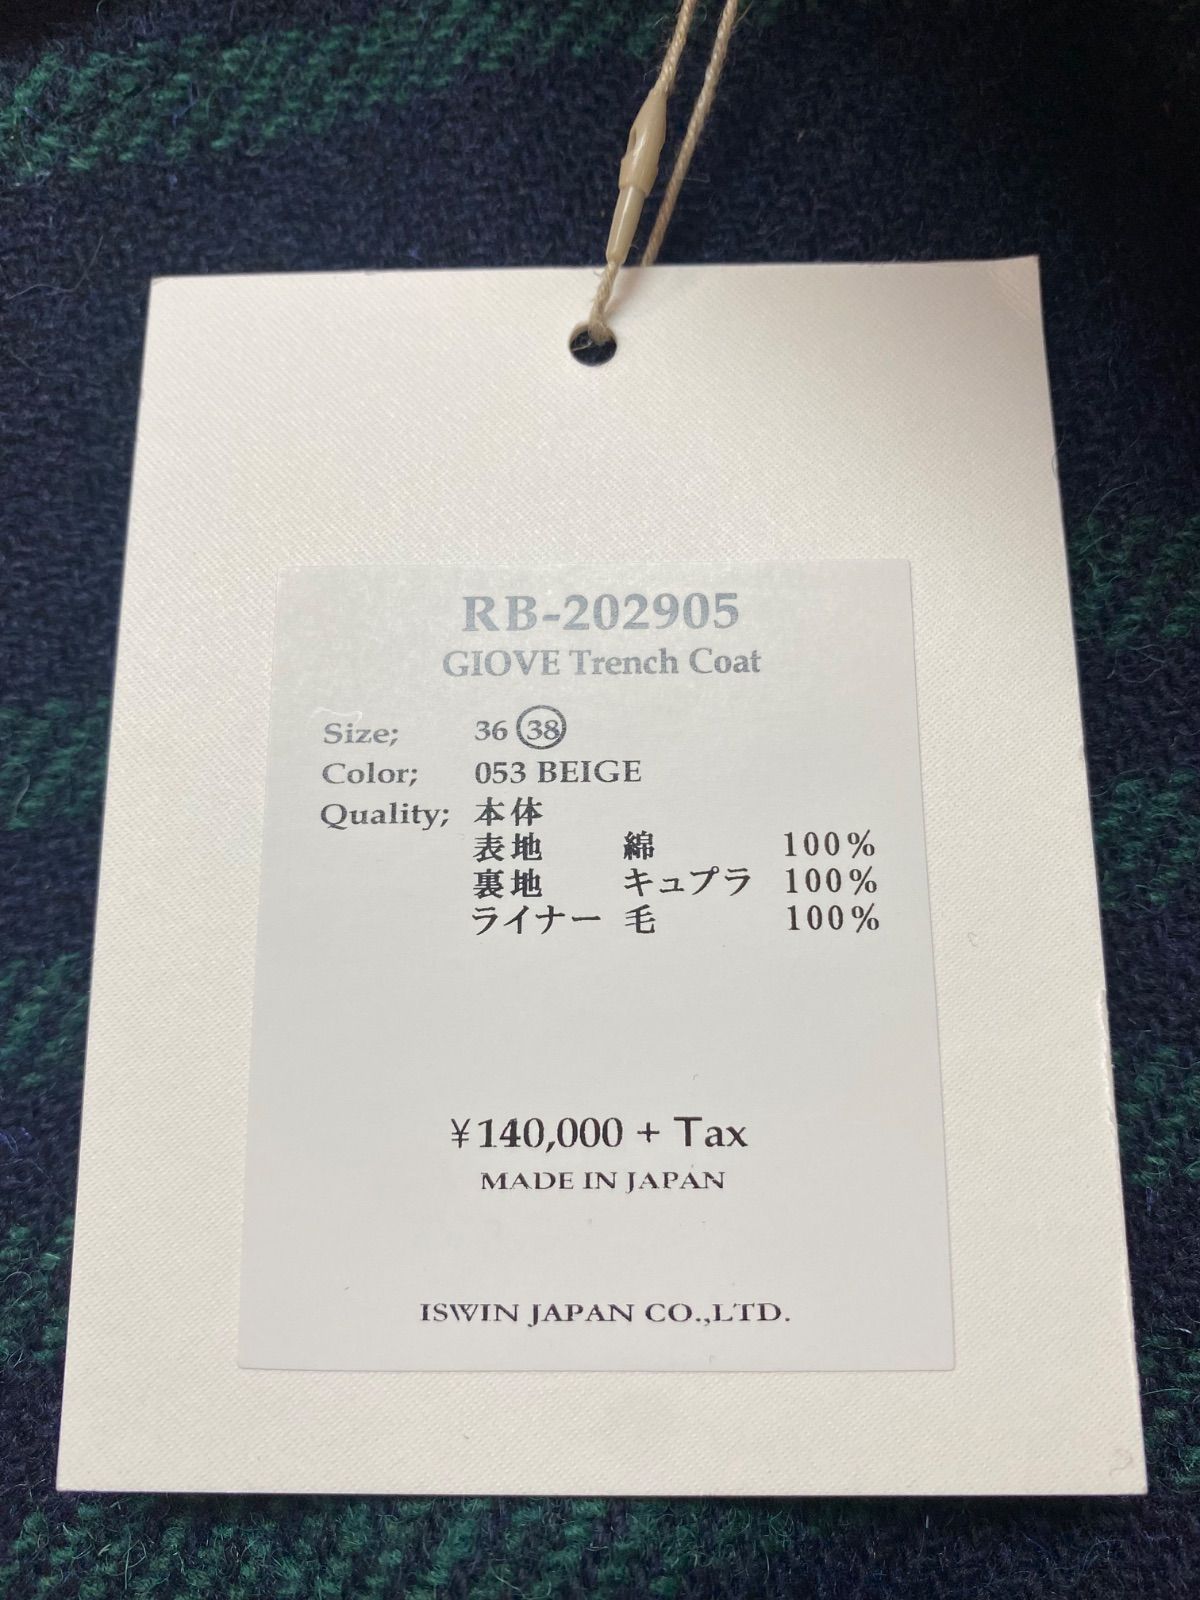 RB-202905
GIOVE Trench Coat
Size; 36 38
Color; 053 BEIGE
Quality; 本体
表地 綿 100%
裏地 キュプラ 100%
ライナー 毛 100%
¥140,000 + Tax
MADE IN JAPAN
ISWIN JAPAN CO.,LTD.